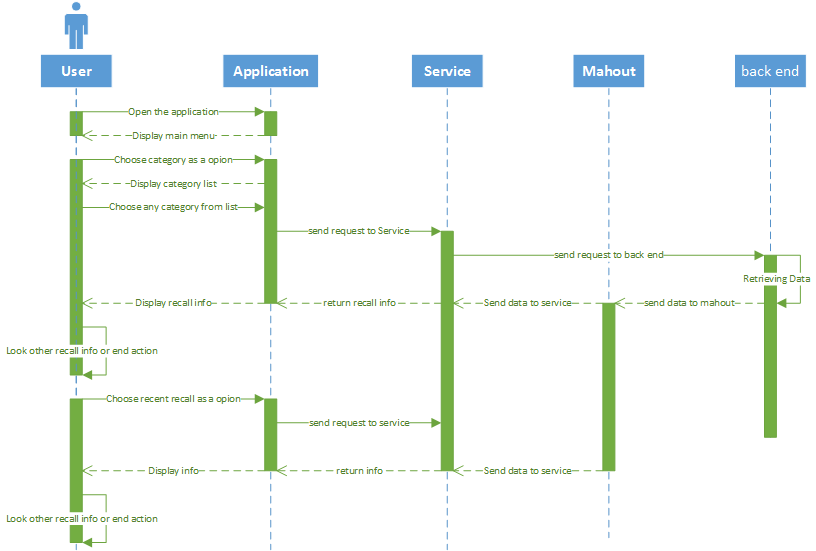 User
Application
Service
Mahout
back end
Open the application
Display main menu
Choose category as a opion
Display category list
Choose any category from list
send request to Service
send request to back end
Retrieving Data
Display recall info
return recall info
Send data to service
send data to mahout
Look other recall info or end action
Choose recent recall as a opion
send request to service
Display info
return info
Send data to service
Look other recall info or end action